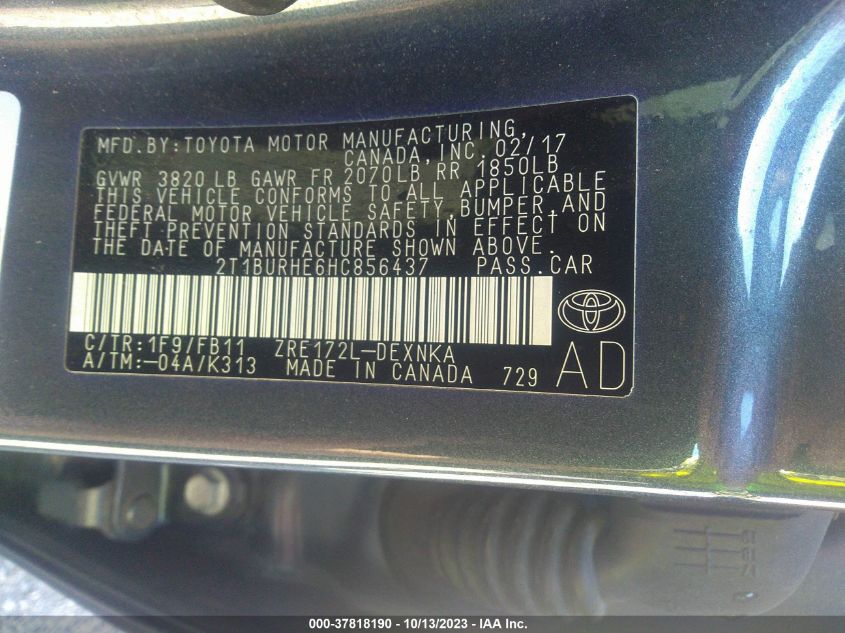 MFD.BY:TOYOTA MOTOR MANUFACTURING,
CANADA,INC. 02/17
GVWR 3820 LB GAWR FR 2070LB RR 1850LB
THIS VEHICLE CONFORMS TO ALL APPLICABLE
FEDERAL MOTOR VEHICLE SAFETY,BUMPER,AND
THEFT PREVENTION STANDARDS IN EFFECT ON
THE DATE OF MANUFACTURE SHOWN ABOVE.
2T1BURHE6HC856437 PASS.CAR
C/TR:1F9/FB11 ZRE172L-DEXNKA
A/TM:-04A/K313 MADE IN CANADA 729
AD
000-37818190 - 10/13/2023 - IAA Inc.